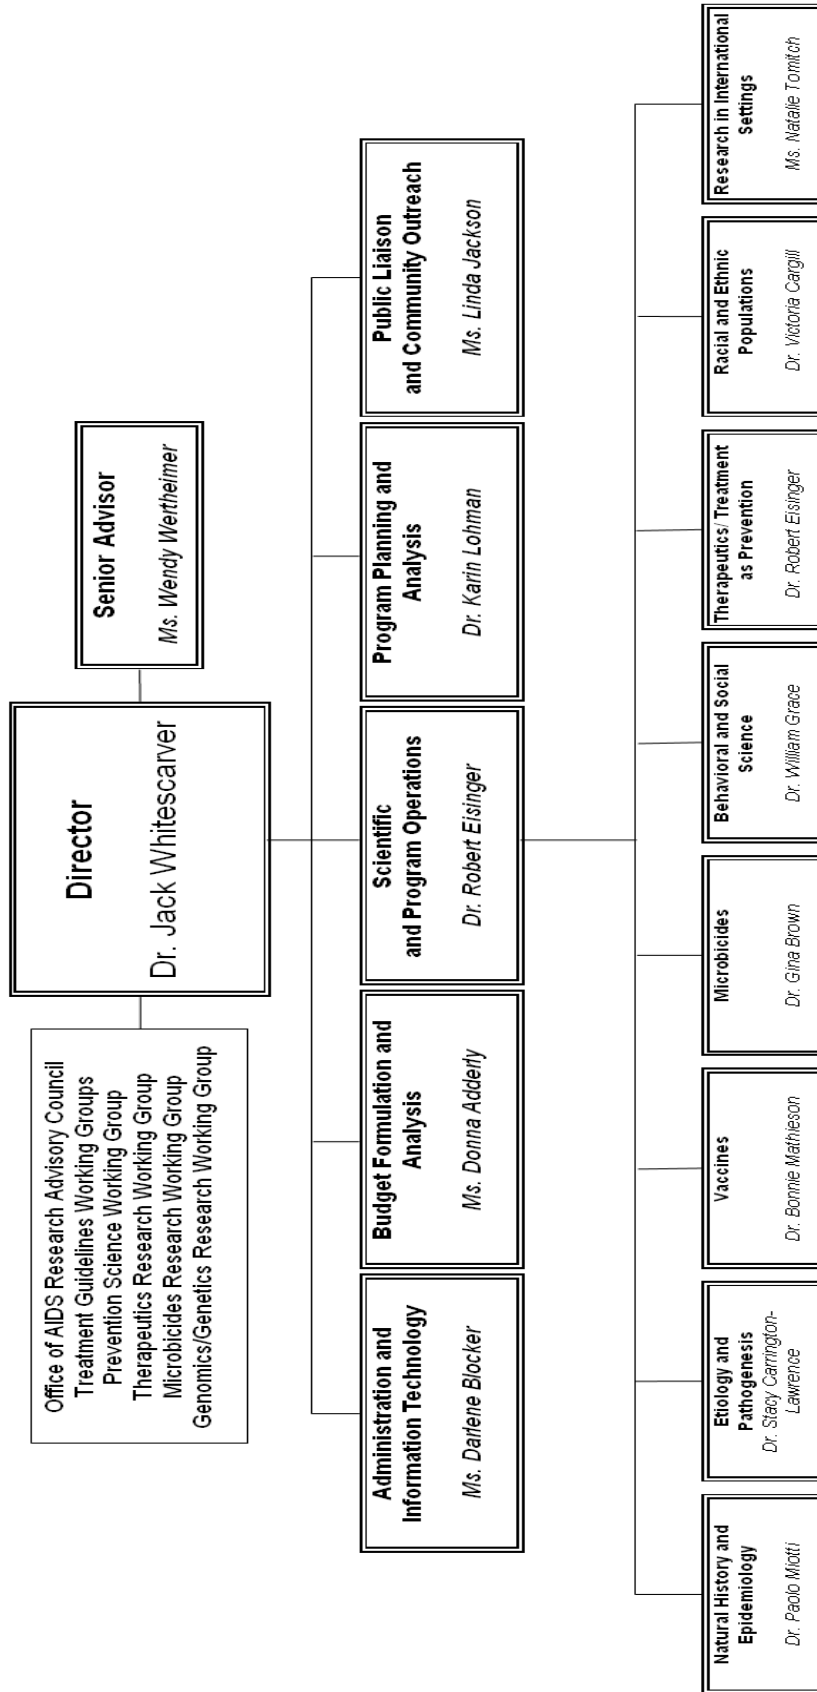 Director
Dr. Jack Whitescarver
Senior Advisor
Ms. Wendy Wertheimer
Office of AIDS Research Advisory Council
Treatment Guidelines Working Groups
Prevention Science Working Group
Therapeutics Research Working Group
Microbicides Research Working Group
Genomics/Genetics Research Working Group
Administration and
Information Technology
Ms. Darlene Blocker
Budget Formulation and
Analysis
Ms. Donna Adderly
Scientific
and Program Operations
Dr. Robert Eisinger
Program Planning and
Analysis
Dr. Karin Lohman
Public Liaison
and Community Outreach
Ms. Linda Jackson
Natural History and
Epidemiology
Dr. Paolo Miotti
Etiology and
Pathogenesis
Dr. Stacy Carrington-
Lawrence
Vaccines
Dr. Bonnie Mathieson
Microbicides
Dr. Gina Brown
Behavioral and Social
Science
Dr. William Grace
Therapeutics/ Treatment
as Prevention
Dr. Robert Eisinger
Racial and Ethnic
Populations
Dr. Victoria Cargill
Research in International
Settings
Ms. Natalie Tomitch